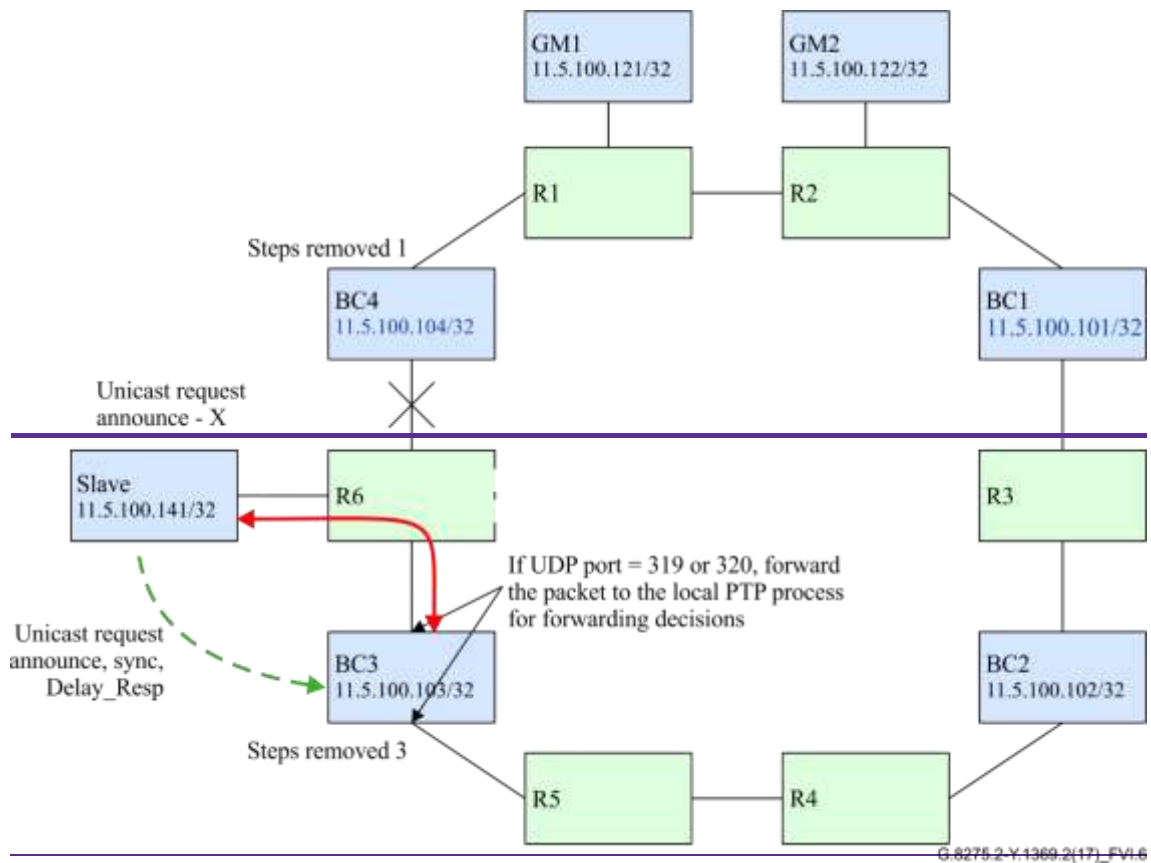 GM1
11.5.100.121/32
GM2
11.5.100.122/32
R1
R2
Steps removed 1
BC4
11.5.100.104/32
BC1
11.5.100.101/32
Unicast request
announce - X
Slave
11.5.100.141/32
R6
R3
If UDP port = 319 or 320, forward
the packet to the local PTP process
for forwarding decisions
Unicast request
announce, sync,
Delay_Resp
BC3
11.5.100.103/32
BC2
11.5.100.102/32
Steps removed 3
R5
R4
G.8275.2-Y.1369.2(17)_FVI.6